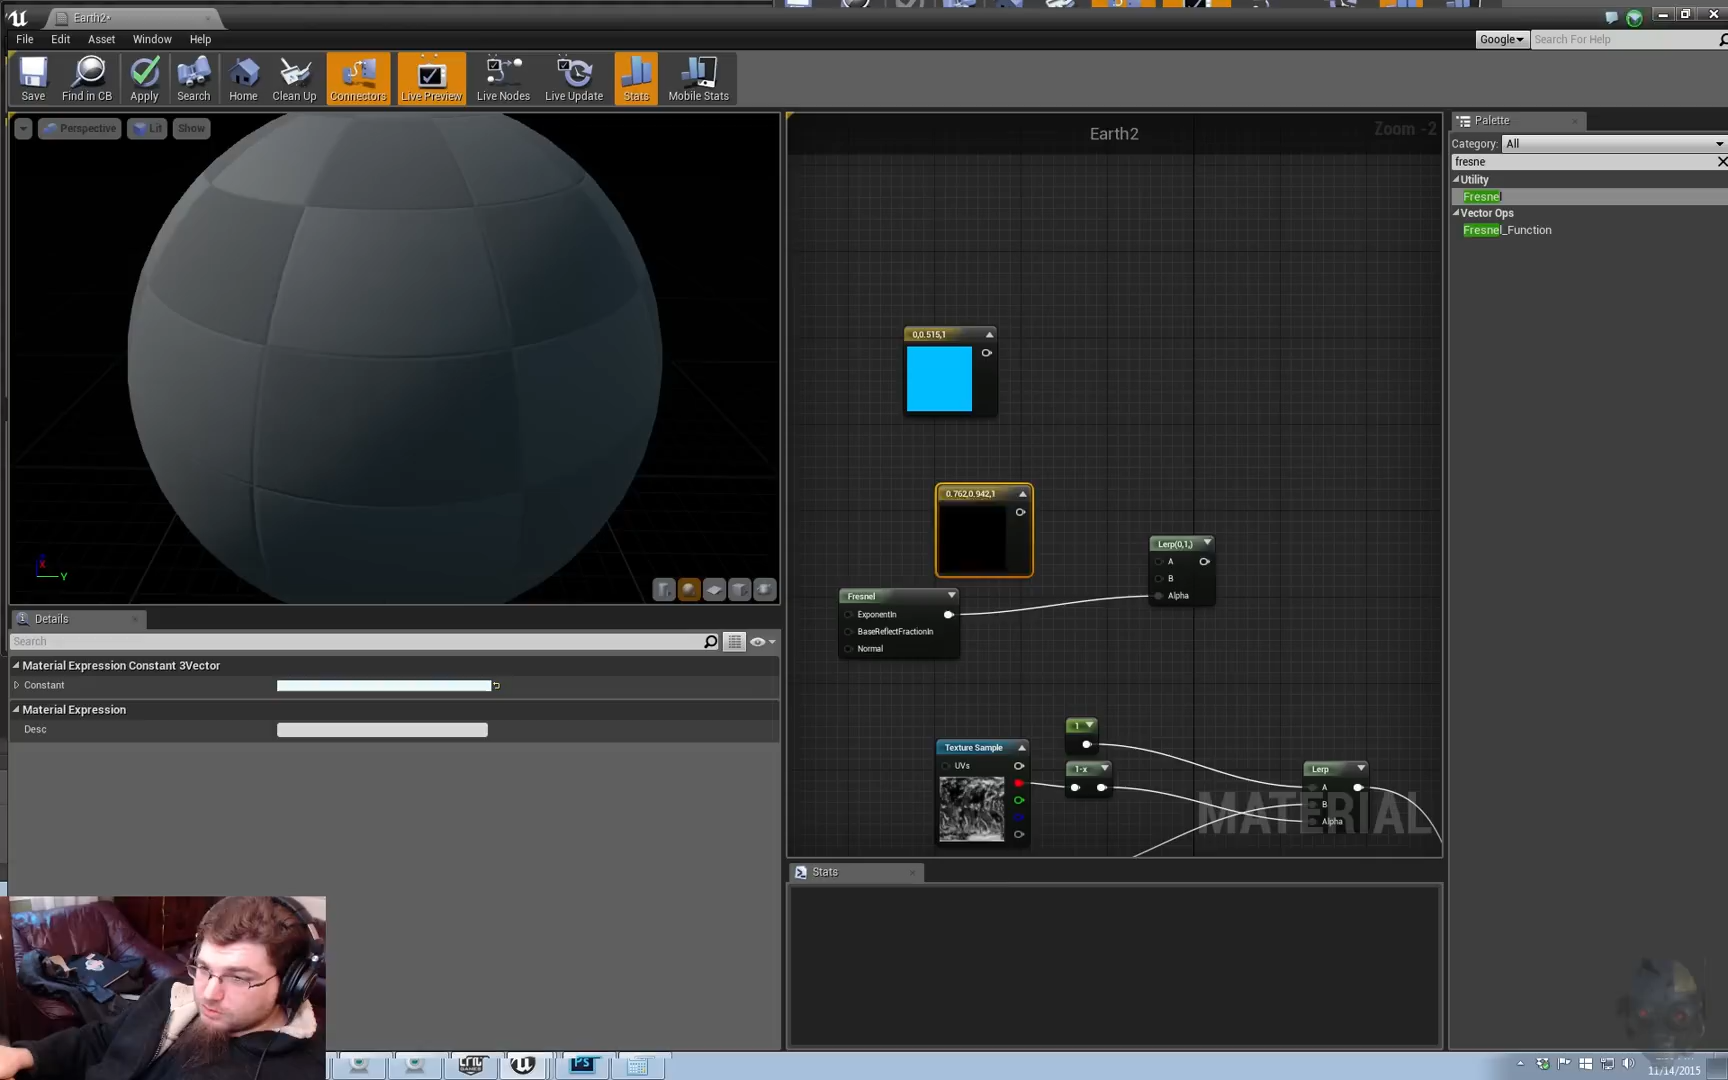 Earth2*
File Edit Asset Window Help
Google Search For Help
Save Find in CB Apply Search Home Clean Up Connectors Live Preview Live Nodes Live Update Stats Mobile Stats
Perspective Lit Show
Earth2
Zoom -2
Palette
Category: All
fresne
Utility
Fresnel
Vector Ops
Fresnel_Function
0,0.515,1
0.762,0.942,1
Lerp(0,1,)
A
B
Alpha
Fresnel
ExponentIn
BaseReflectFractionIn
Normal
X
Y
Details
Search
Material Expression Constant 3Vector
Constant
Material Expression
Desc
1
Texture Sample
UVs
1-x
Lerp
A
B
Alpha
MATERIAL
Stats
EPIC GAMES
PS
11/14/2015